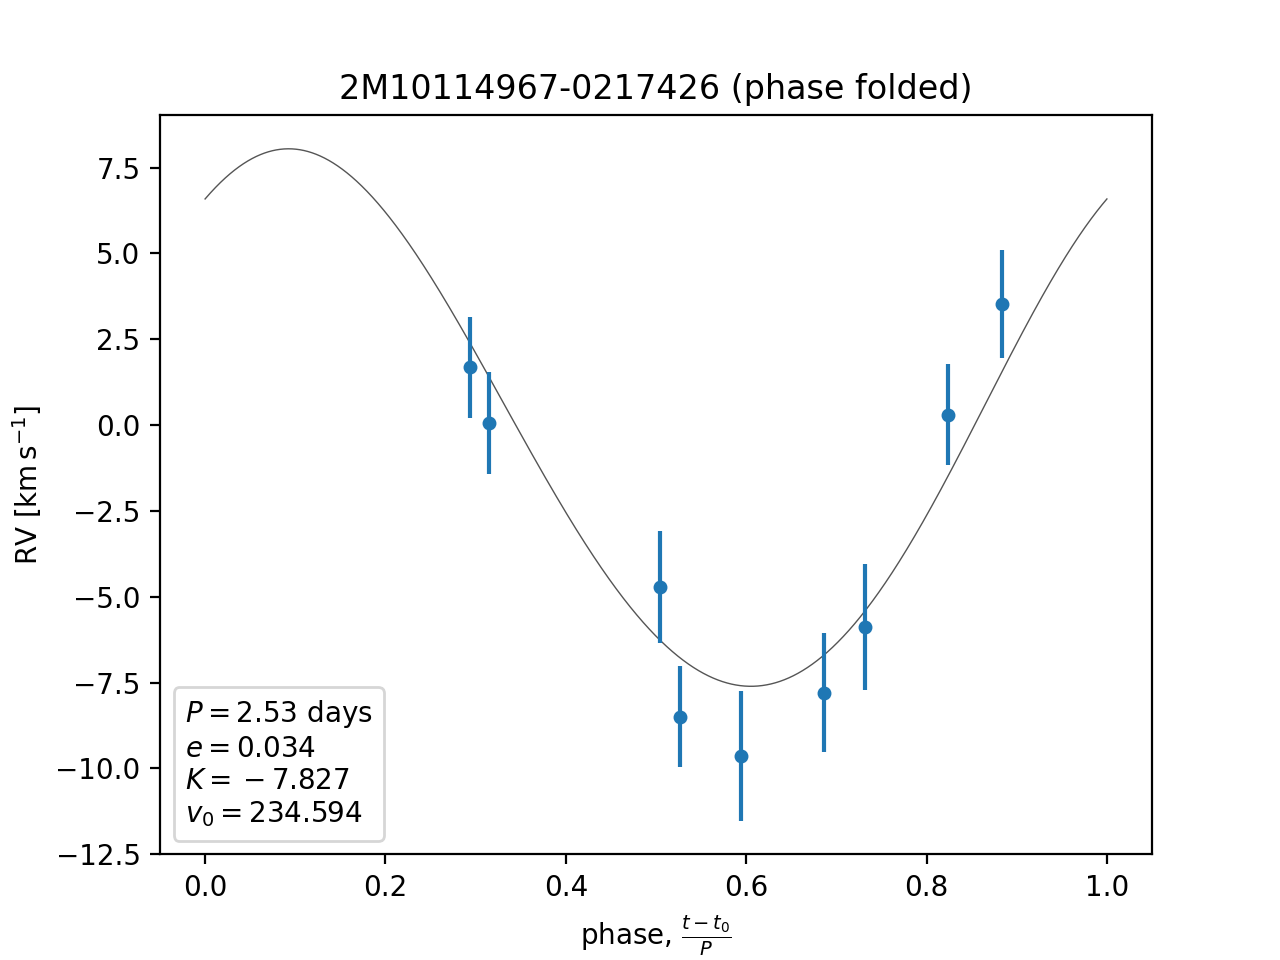 2M10114967-0217426 (phase folded)
7.5
5.0
2.5
0.0
−2.5
−5.0
−7.5
−10.0
−12.5
RV [km s⁻¹]
P = 2.53 days
e = 0.034
K = −7.827
v₀ = 234.594
0.0 0.2 0.4 0.6 0.8 1.0
phase, (t − t₀)/P